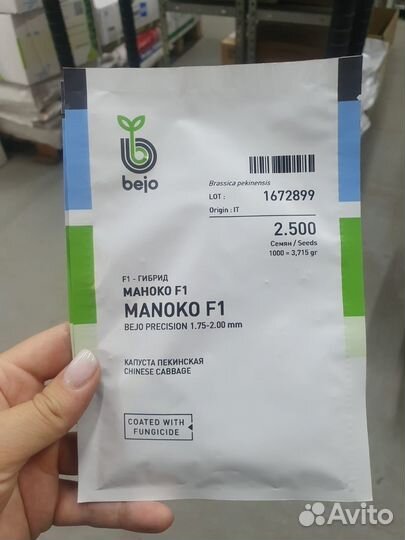 bejo
Brassica pekinensis
LOT : 1672899
Origin : IT
2.500
Семян / Seeds
1000 = 3,715 gr
F1 - ГИБРИД
МАНОКО F1
MANOKO F1
BEJO PRECISION 1.75-2.00 mm
КАПУСТА ПЕКИНСКАЯ
CHINESE CABBAGE
COATED WITH
FUNGICIDE
Avito